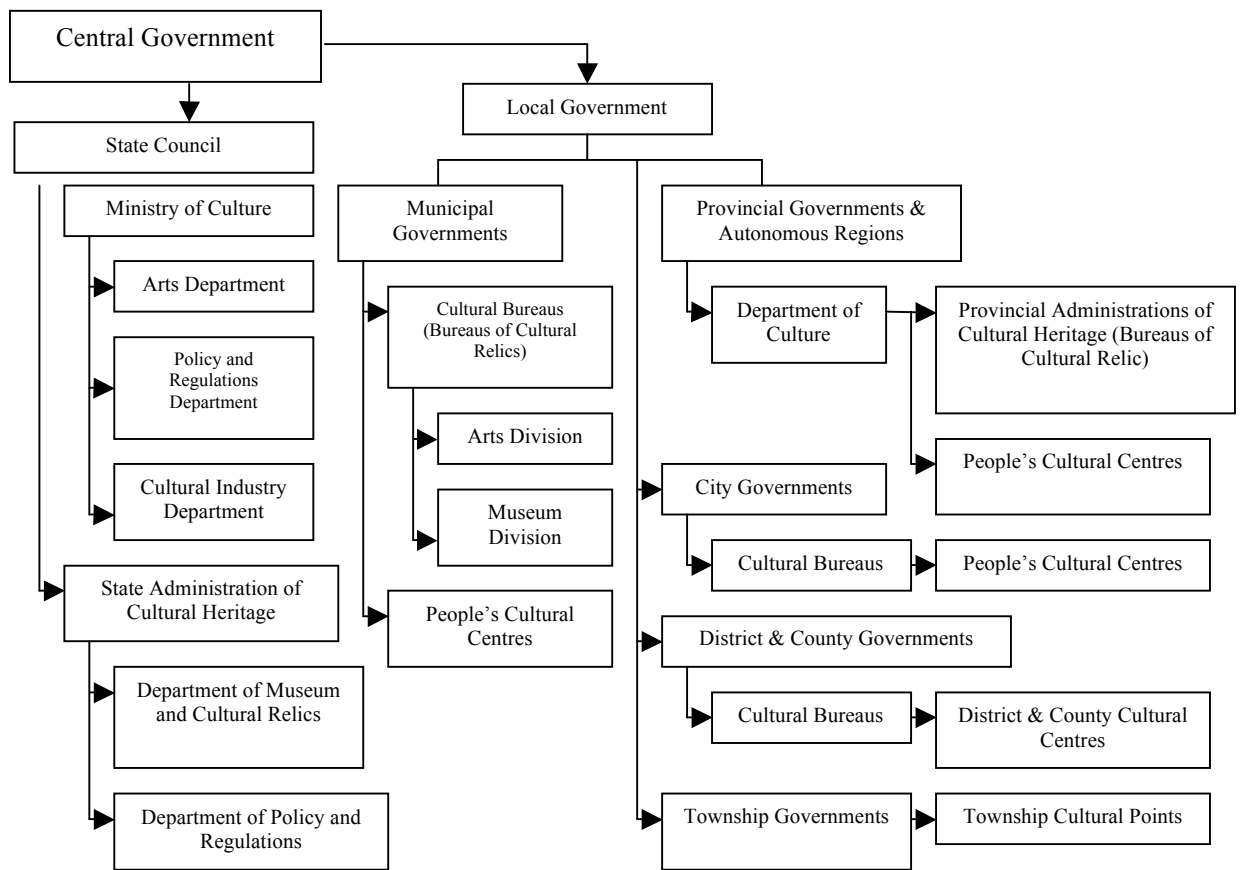 Central Government
Local Government
State Council
Ministry of Culture
Arts Department
Policy and
Regulations
Department
Cultural Industry
Department
State Administration of
Cultural Heritage
Department of Museum
and Cultural Relics
Department of Policy and
Regulations
Municipal
Governments
Cultural Bureaus
(Bureaus of Cultural
Relics)
Arts Division
Museum
Division
People’s Cultural
Centres
Provincial Governments &
Autonomous Regions
Department of
Culture
Provincial Administrations of
Cultural Heritage (Bureaus of
Cultural Relic)
People’s Cultural Centres
City Governments
Cultural Bureaus
People’s Cultural Centres
District & County Governments
Cultural Bureaus
District & County Cultural
Centres
Township Governments
Township Cultural Points